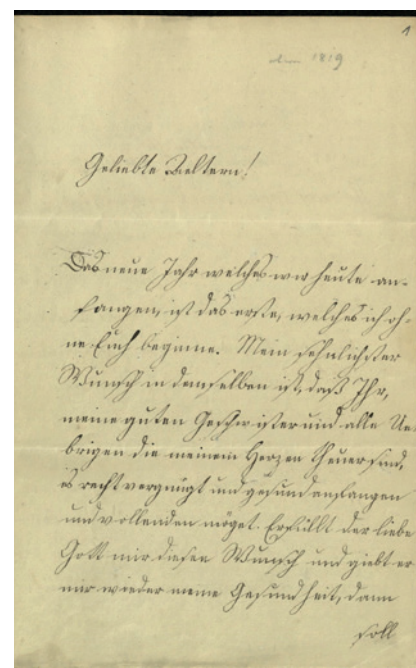 1
1819
Geliebte Aeltern!
Das neue Jahr welches wir heute an-
fangen, ist das erste, welches ich oh-
ne Euch beginne. Mein sehnlichster
Wunsch in demselben ist, daß Ihr,
meine guten Geschwister und alle Ue-
brigen die meinem Herzen theuer sind,
es recht vergnügt und gesund anfangen
und vollenden möget. Erfüllt der liebe
Gott mir diesen Wunsch und giebt er
mir wieder meine Gesundheit, dann
soll